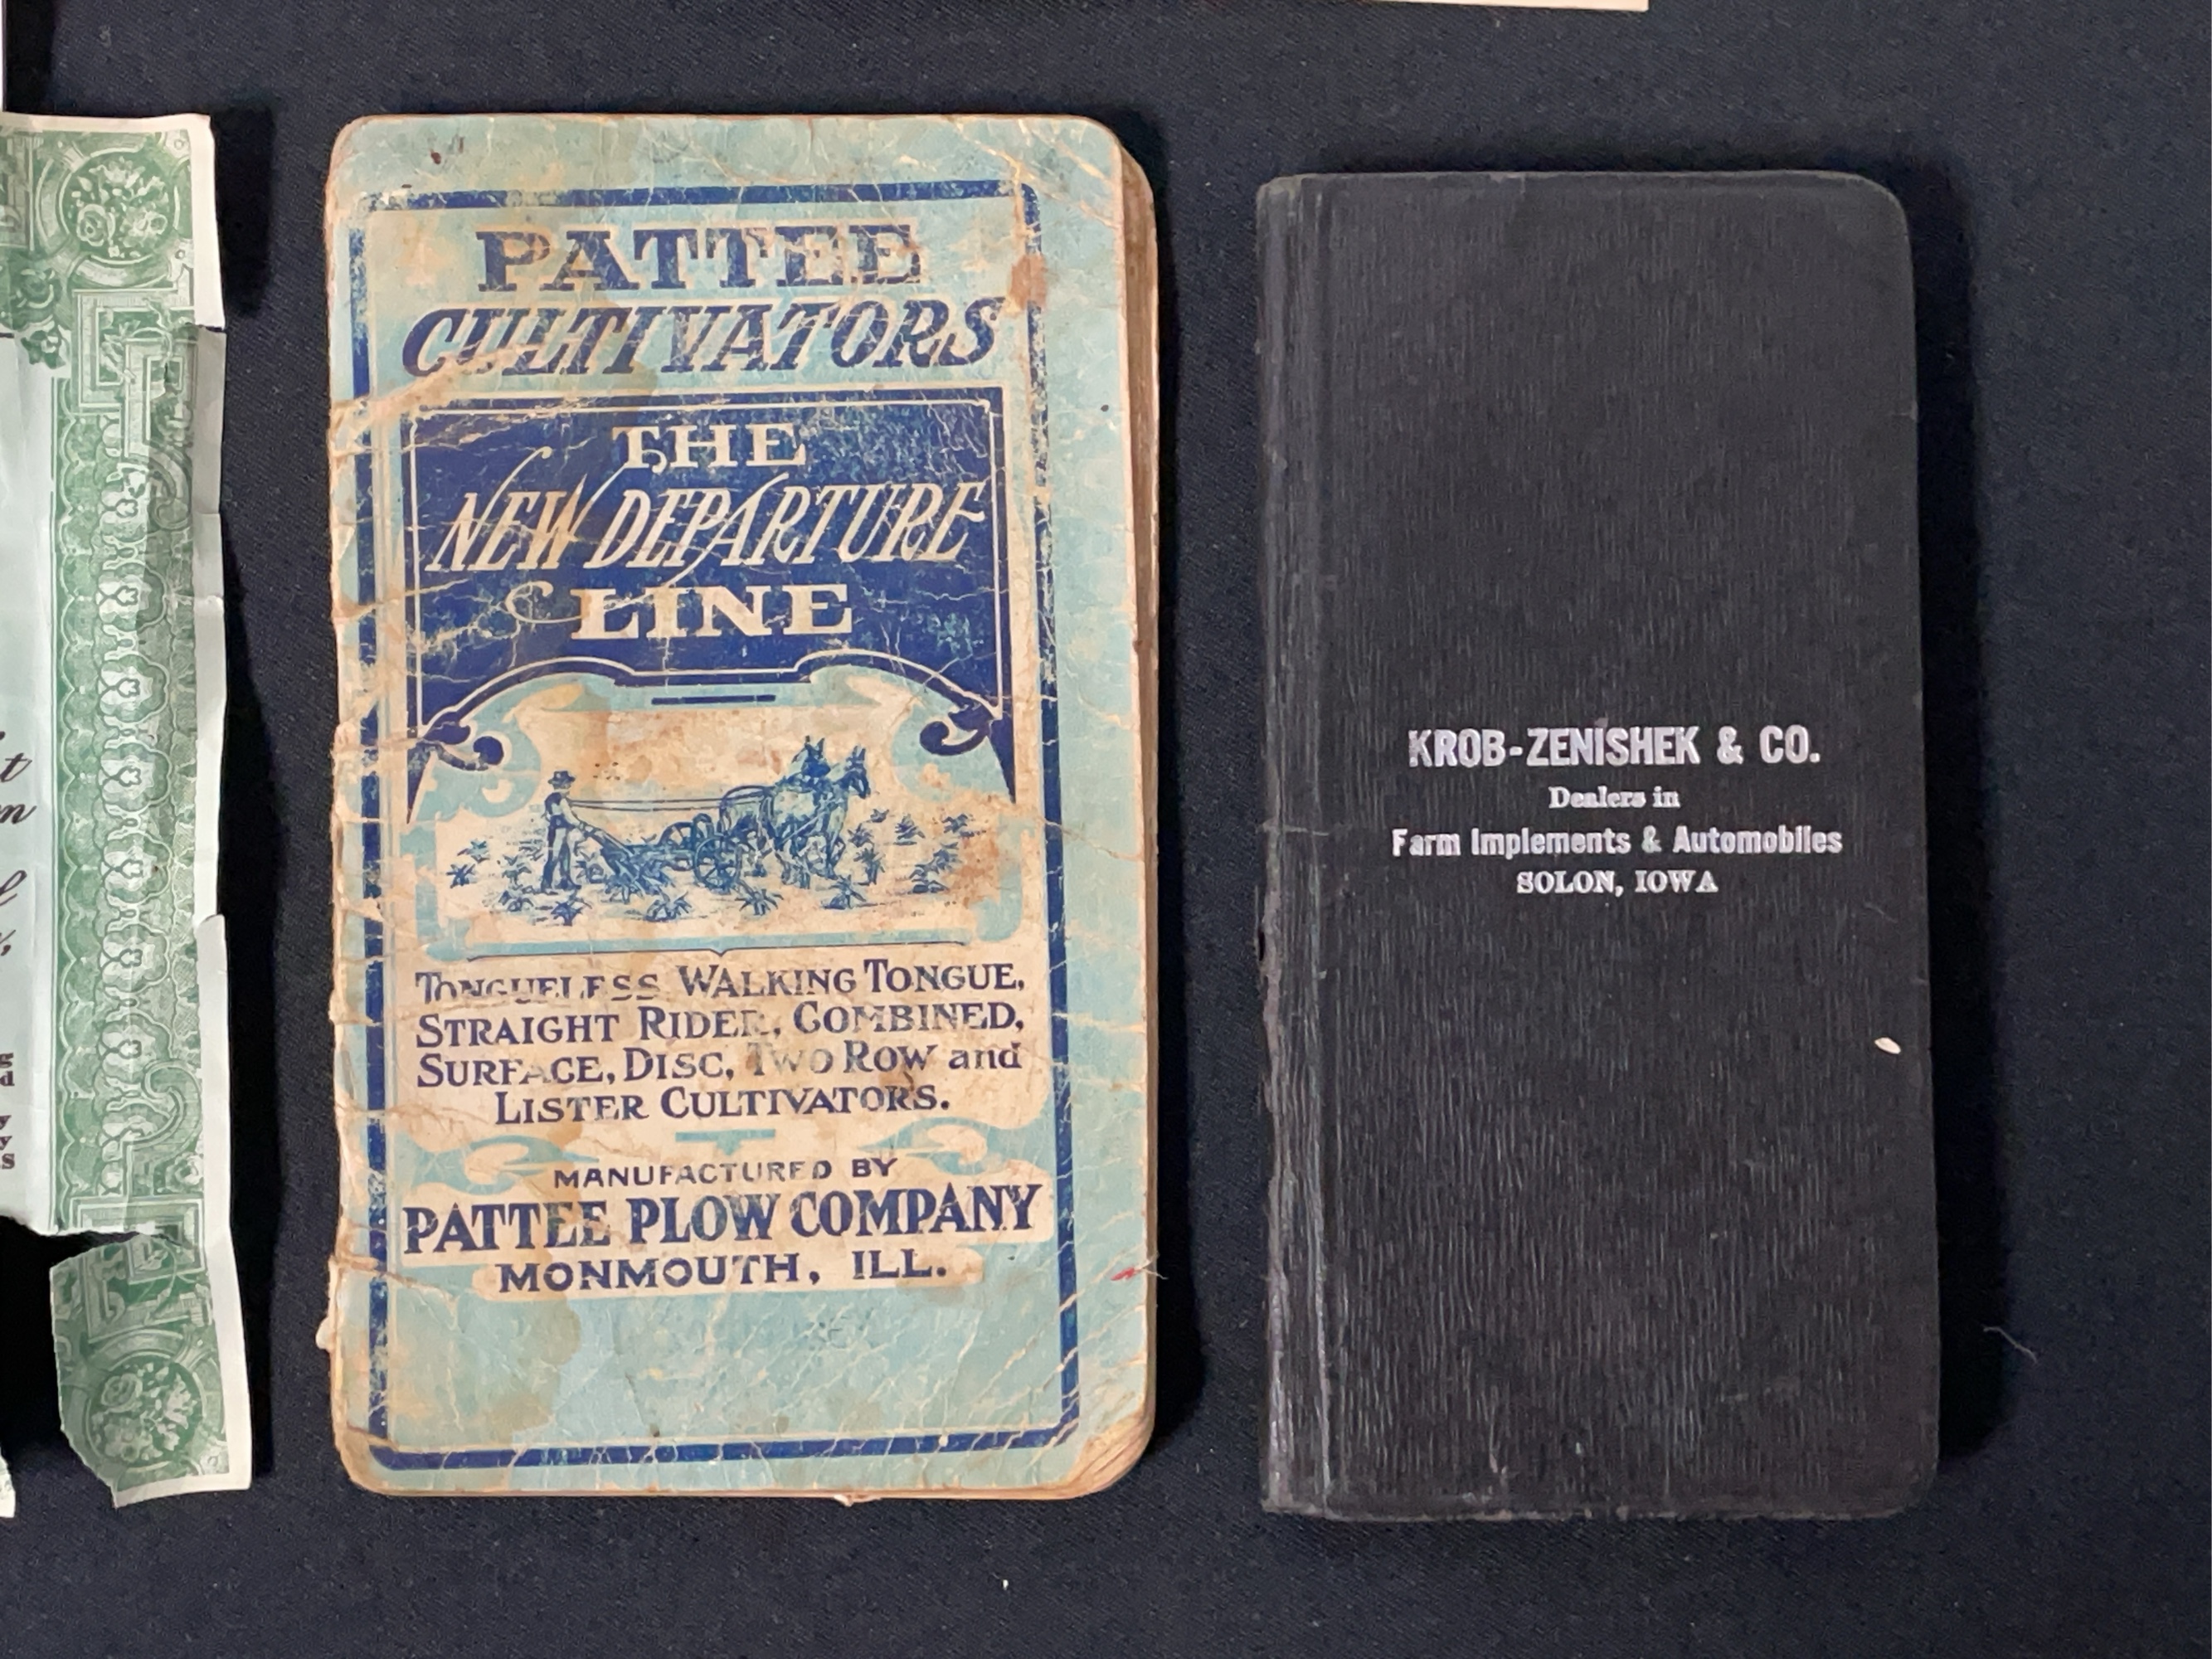 PATTEE
CULTIVATORS
THE
NEW DEPARTURE
LINE
TONGUELESS WALKING TONGUE,
STRAIGHT RIDER, COMBINED,
SURFACE, DISC, TWO ROW and
LISTER CULTIVATORS.
MANUFACTURED BY
PATTEE PLOW COMPANY
MONMOUTH, ILL.
KROB-ZENISHEK & CO.
Dealers in
Farm Implements & Automobiles
SOLON, IOWA